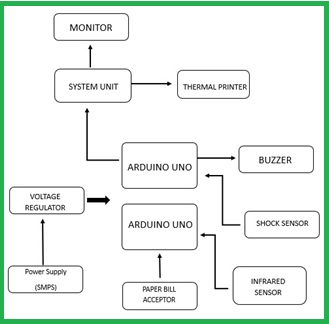 MONITOR
SYSTEM UNIT
THERMAL PRINTER
ARDUINO UNO
BUZZER
VOLTAGE
REGULATOR
ARDUINO UNO
SHOCK SENSOR
Power Supply
(SMPS)
PAPER BILL
ACCEPTOR
INFRARED
SENSOR